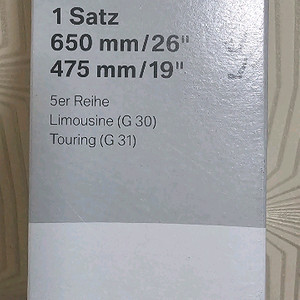 1 Satz
650 mm/26"
475 mm/19"
5er Reihe
Limousine (G 30)
Touring (G 31)